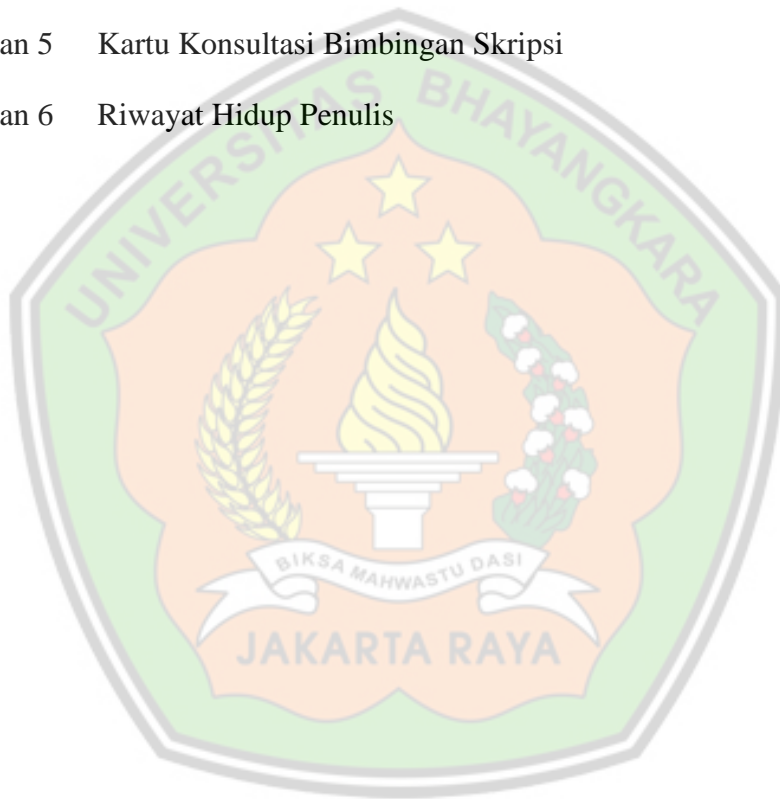 an 5 Kartu Konsultasi Bimbingan Skripsi
an 6 Riwayat Hidup Penulis
UNIVERSITAS BHAYANGKARA
BIKSA MAHWASTU DASI
JAKARTA RAYA